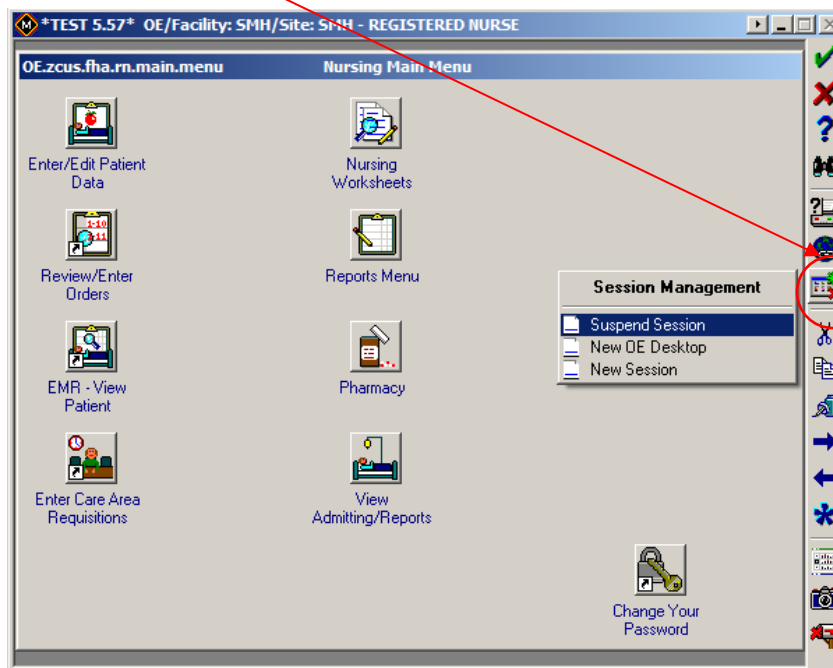 *TEST 5.57* OE/Facility: SMH/Site: SMH - REGISTERED NURSE
OE.zcus.fha.rn.main.menu Nursing Main Menu
Enter/Edit Patient
Data
Nursing
Worksheets
Review/Enter
Orders
Reports Menu
Session Management
Suspend Session
New OE Desktop
New Session
EMR - View
Patient
Pharmacy
Enter Care Area
Requisitions
View
Admitting/Reports
Change Your
Password